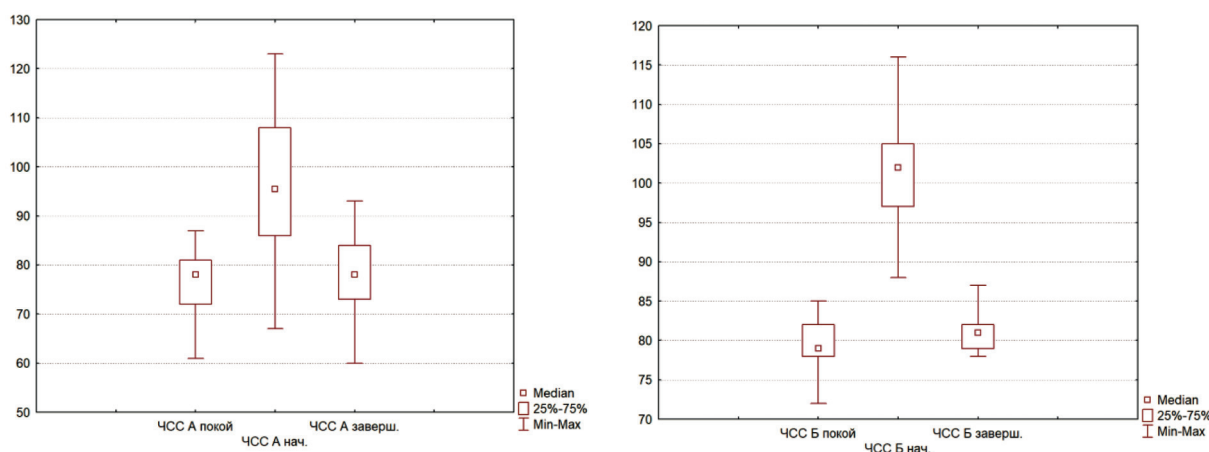 130
120
110
100
90
80
70
60
50
ЧСС А покой
ЧСС А заверш.
ЧСС А нач.
Median
25%-75%
Min-Max
120
115
110
105
100
95
90
85
80
75
70
ЧСС Б покой
ЧСС Б заверш.
ЧСС Б нач.
Median
25%-75%
Min-Max